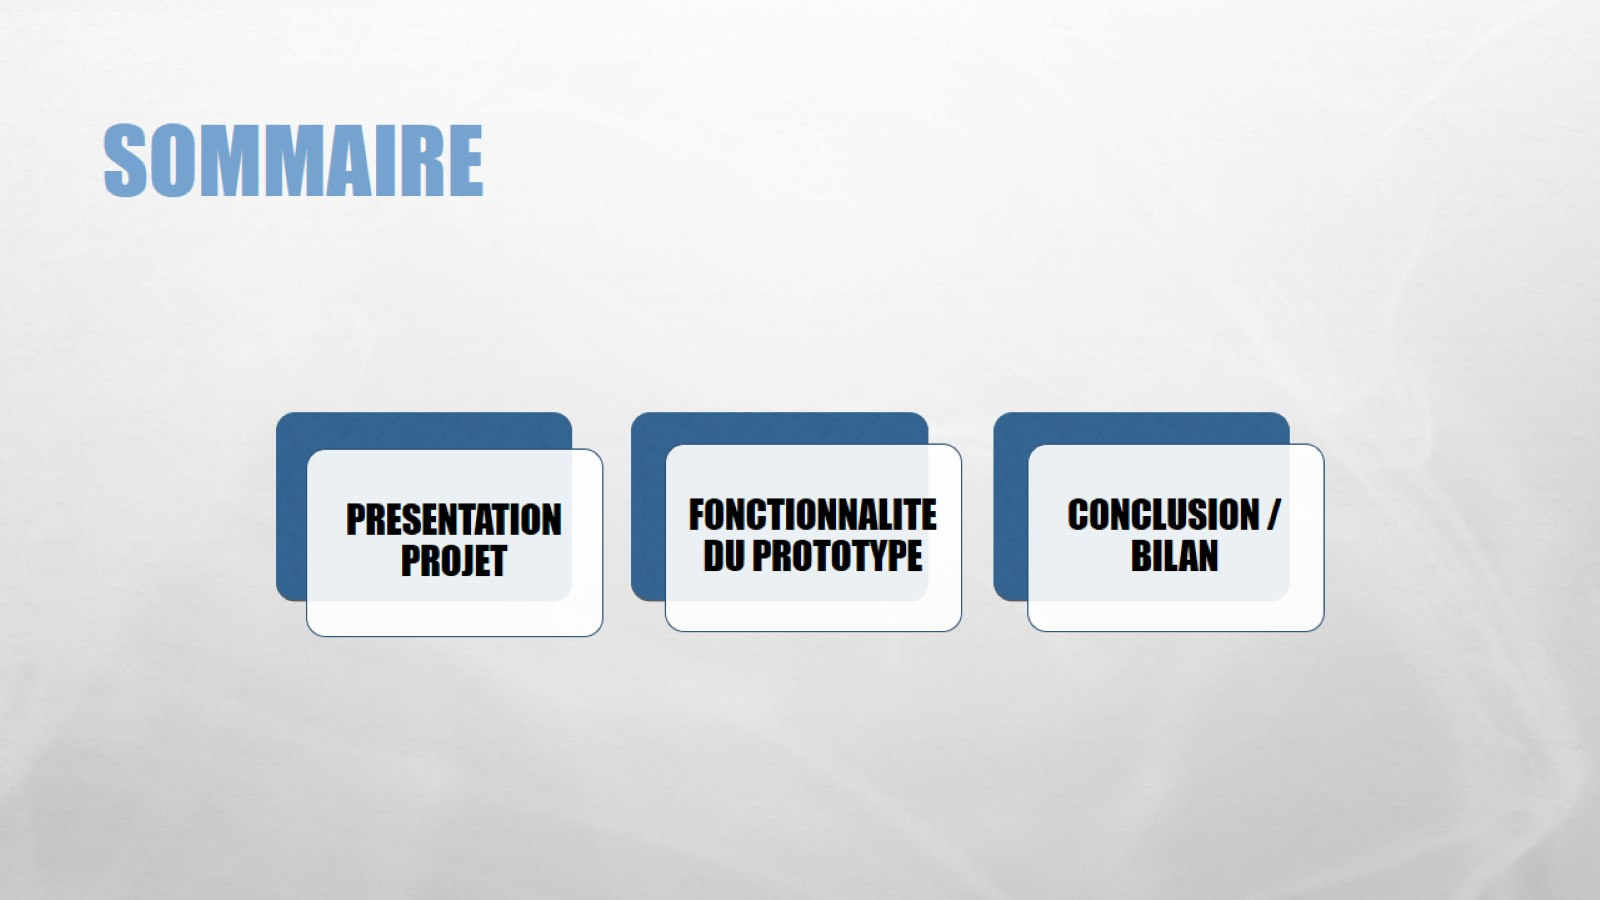 SOMMAIRE
PRESENTATION
PROJET
FONCTIONNALITE
DU PROTOTYPE
CONCLUSION /
BILAN